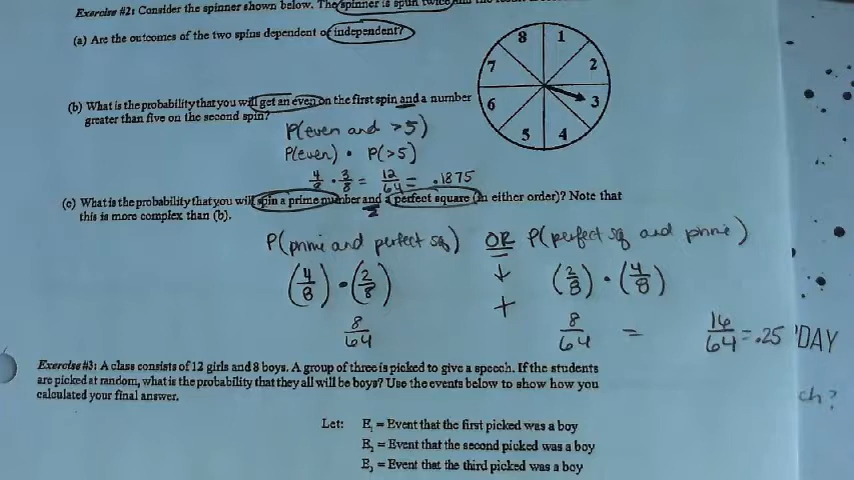 Exercise #2: Consider the spinner shown below. The spinner is spun twice and the result
(a) Are the outcomes of the two spins dependent or independent?
8 1
7 2
6 3
5 4
(b) What is the probability that you will get an even on the first spin and a number
greater than five on the second spin?
P(even and >5)
P(even) • P(>5)
4/8 • 3/8 = 12/64 = .1875
(c) What is the probability that you will spin a prime number and a perfect square (in either order)? Note that
this is more complex than (b).
P(prime and perfect sq) OR P(perfect sq and prime)
(4/8) • (2/8) + (2/8) • (4/8)
8/64 8/64 = 16/64 = .25
DAY
Exercise #3: A class consists of 12 girls and 8 boys. A group of three is picked to give a speech. If the students
are picked at random, what is the probability that they all will be boys? Use the events below to show how you
calculated your final answer.
ch?
Let: E₁ = Event that the first picked was a boy
E₂ = Event that the second picked was a boy
E₃ = Event that the third picked was a boy